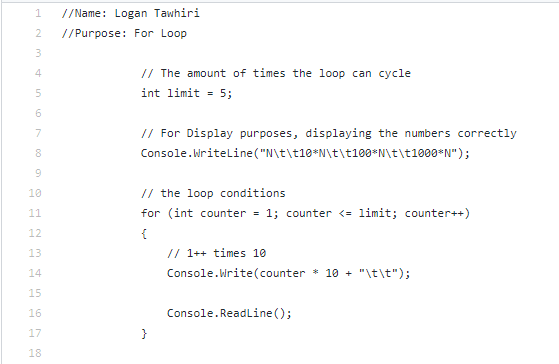 1 //Name: Logan Tawhiri
2 //Purpose: For Loop
3
4 // The amount of times the loop can cycle
5 int limit = 5;
6
7 // For Display purposes, displaying the numbers correctly
8 Console.WriteLine("N\t\t10*N\t\t100*N\t\t1000*N");
9
10 // the loop conditions
11 for (int counter = 1; counter <= limit; counter++)
12 {
13 // 1++ times 10
14 Console.Write(counter * 10 + "\t\t");
15
16 Console.ReadLine();
17 }
18